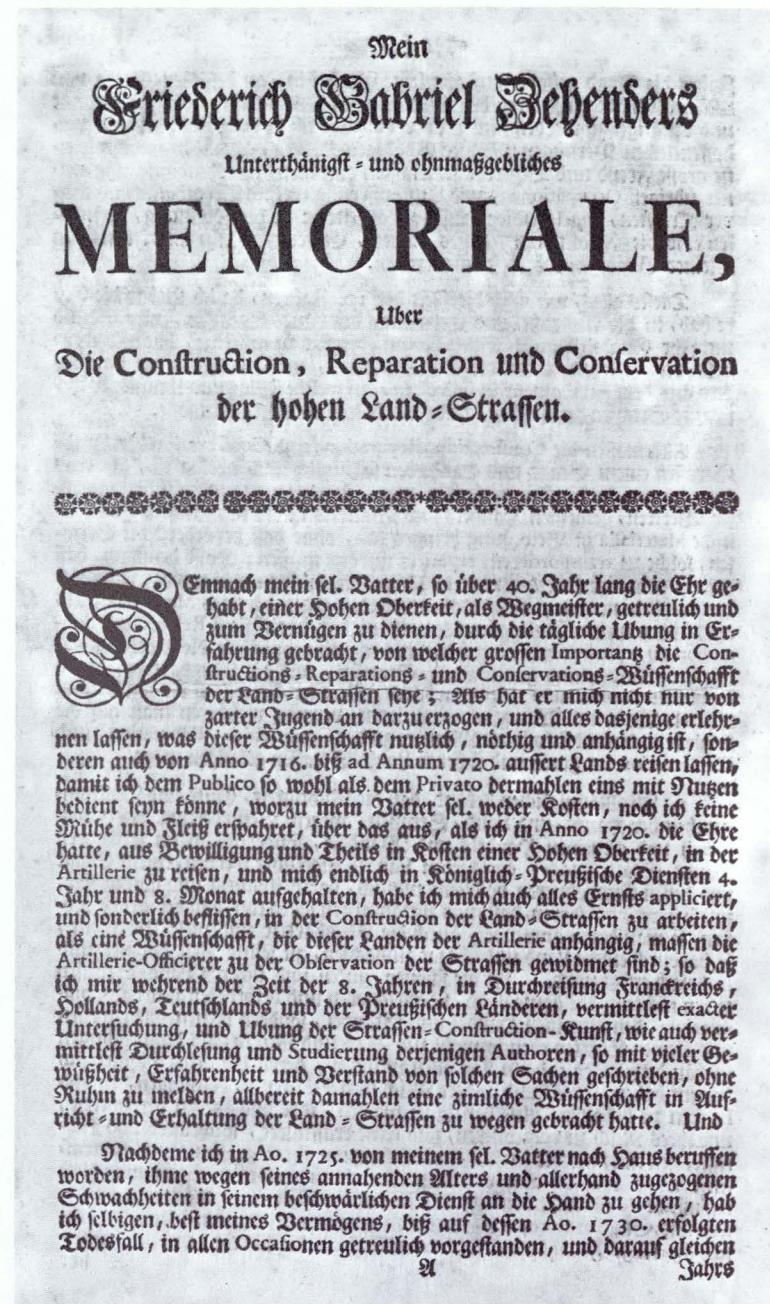 Mein
Friederich Gabriel Zehenders
Unterthänigst - und ohnmaßgebliches
MEMORIALE,
Uber
Die Construction, Reparation und Conservation
der hohen Land-Strassen.
DEmnach mein sel. Vatter, so über 40. Jahr lang die Ehr ge-
habt, einer Hohen Oberkeit, als Wegmeister, getreulich und
zum Vernügen zu dienen, durch die tägliche Ubung in Er-
fahrung gebracht, von welcher grossen Importantz die Con-
structions-Reparations- und Conservations-Wüssenschafft
der Land-Strassen seye; Als hat er mich nicht nur von
zarter Jugend an darzu erzogen, und alles dasjenige erlehr-
nen lassen, was dieser Wüssenschafft nutzlich, nöthig und anhängig ist, son-
deren auch von Anno 1716. biß ad Annum 1720. aussert Lands reisen lassen,
damit ich dem Publico so wohl als dem Privato dermahlen eins mit Nutzen
bedient seyn könne, worzu mein Vatter sel. weder Kosten, noch ich keine
Mühe und Fleiß erspahret, über das aus, als ich in Anno 1720. die Ehre
hatte, aus Bewilligung und Theils in Kosten einer Hohen Oberkeit, in der
Artillerie zu reisen, und mich endlich in Königlich-Preußische Diensten 4.
Jahr und 8. Monat aufgehalten, habe ich mich auch alles Ernsts appliciert,
und sonderlich beflissen, in der Construction der Land-Strassen zu arbeiten,
als eine Wüssenschafft, die dieser Landen der Artillerie anhängig, massen die
Artillerie-Officierer zu der Observation der Strassen gewidmet sind; so daß
ich mir wehrend der Zeit der 8. Jahren, in Durchreisung Franckreichs,
Hollands, Teutschlands und der Preußischen Länderen, vermittlest exacter
Untersuchung, und Ubung der Strassen-Construction-Kunst, wie auch ver-
mittlest Durchlesung und Studierung derjenigen Authoren, so mit vieler Ge-
wüßheit, Erfahrenheit und Verstand von solchen Sachen geschrieben, ohne
Ruhm zu melden, allbereit damahlen eine zimliche Wüssenschafft in Auf-
richt- und Erhaltung der Land-Strassen zu wegen gebracht hatte. Und
Nachdeme ich in Ao. 1725. von meinem sel. Vatter nach Haus beruffen
worden, ihme wegen seines annahenden Alters und allerhand zugezogenen
Schwachheiten in seinem beschwärlichen Dienst an die Hand zu gehen, hab
ich selbigen, best meines Vermögens, biß auf dessen Ao. 1730. erfolgten
Todesfall, in allen Occasionen getreulich vorgestanden, und darauf gleichen
A
Jahrs